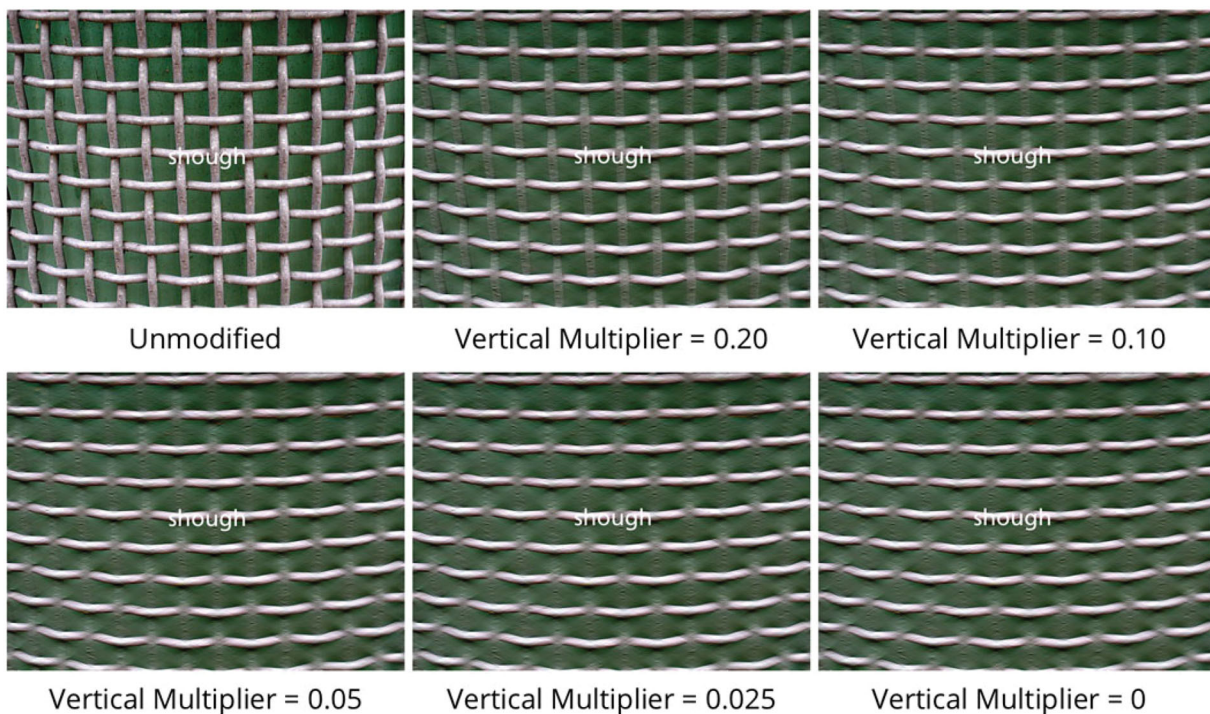 shough
shough
shough
Unmodified
Vertical Multiplier = 0.20
Vertical Multiplier = 0.10
shough
shough
shough
Vertical Multiplier = 0.05
Vertical Multiplier = 0.025
Vertical Multiplier = 0